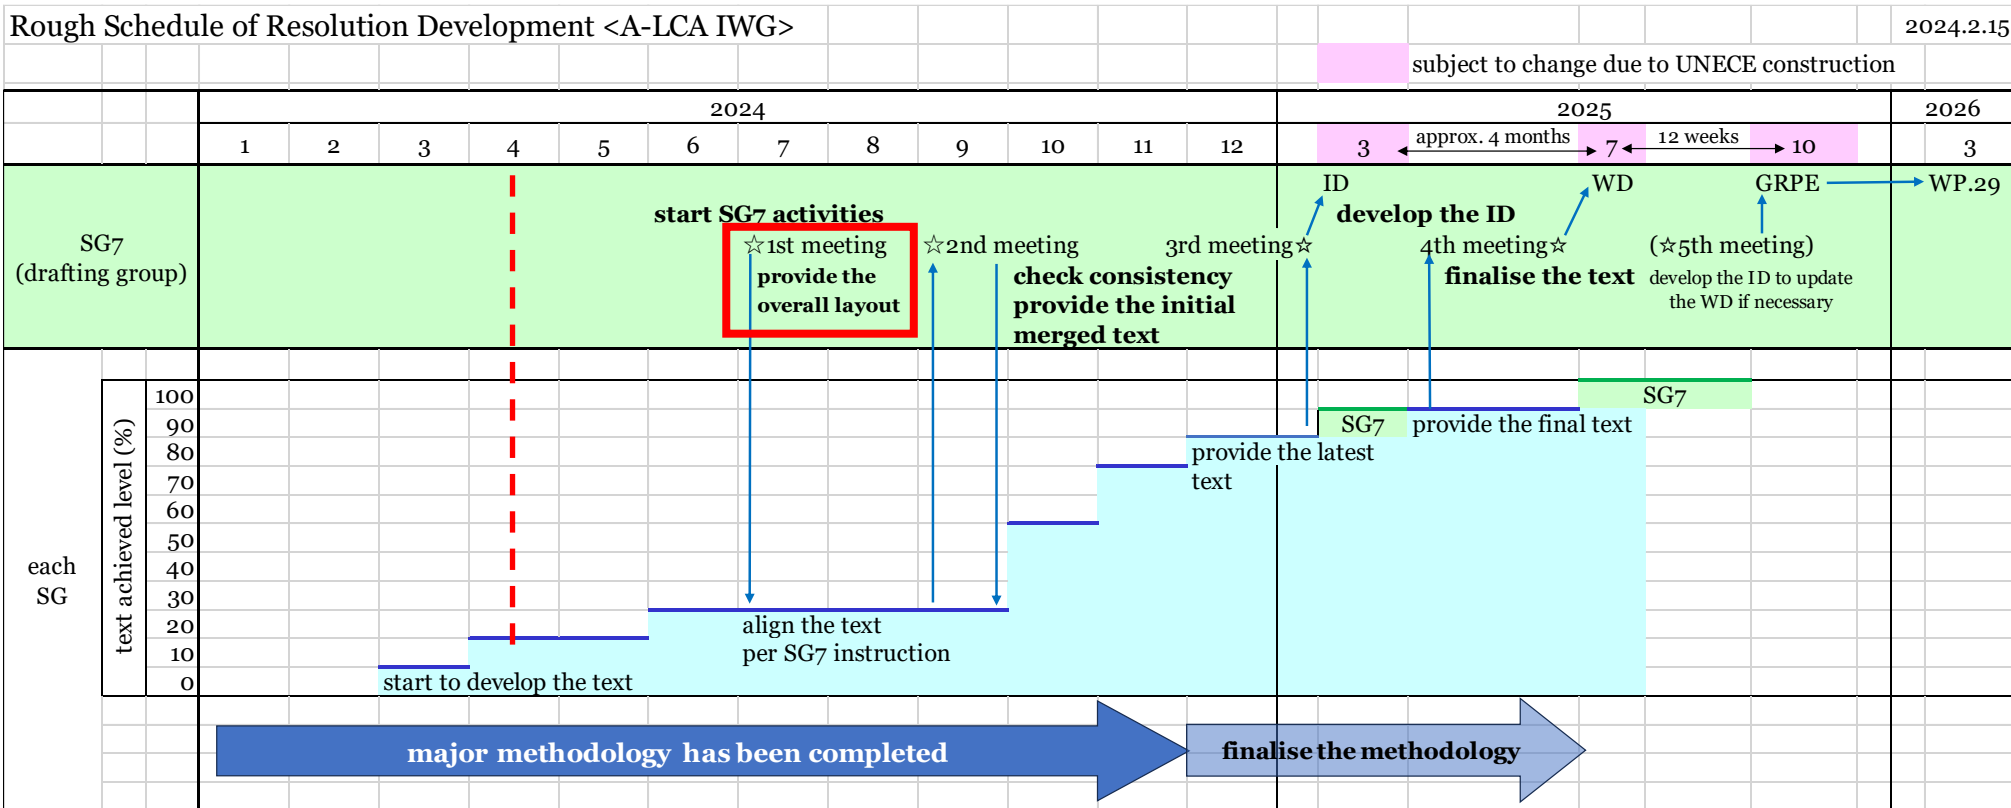 Rough Schedule of Resolution Development <A-LCA IWG>
2024.2.15
subject to change due to UNECE construction
2024
2025
2026
1
2
3
4
5
6
7
8
9
10
11
12
3
approx. 4 months
7
12 weeks
10
3
SG7
(drafting group)
start SG7 activities
☆1st meeting
provide the
overall layout
☆2nd meeting
check consistency
provide the initial
merged text
3rd meeting☆
ID
develop the ID
4th meeting☆
finalise the text
WD
(☆5th meeting)
develop the ID to update
the WD if necessary
GRPE
WP.29
each
SG
text achieved level (%)
100
90
80
70
60
50
40
30
20
10
0
start to develop the text
align the text
per SG7 instruction
provide the latest
text
SG7
provide the final text
SG7
major methodology has been completed
finalise the methodology